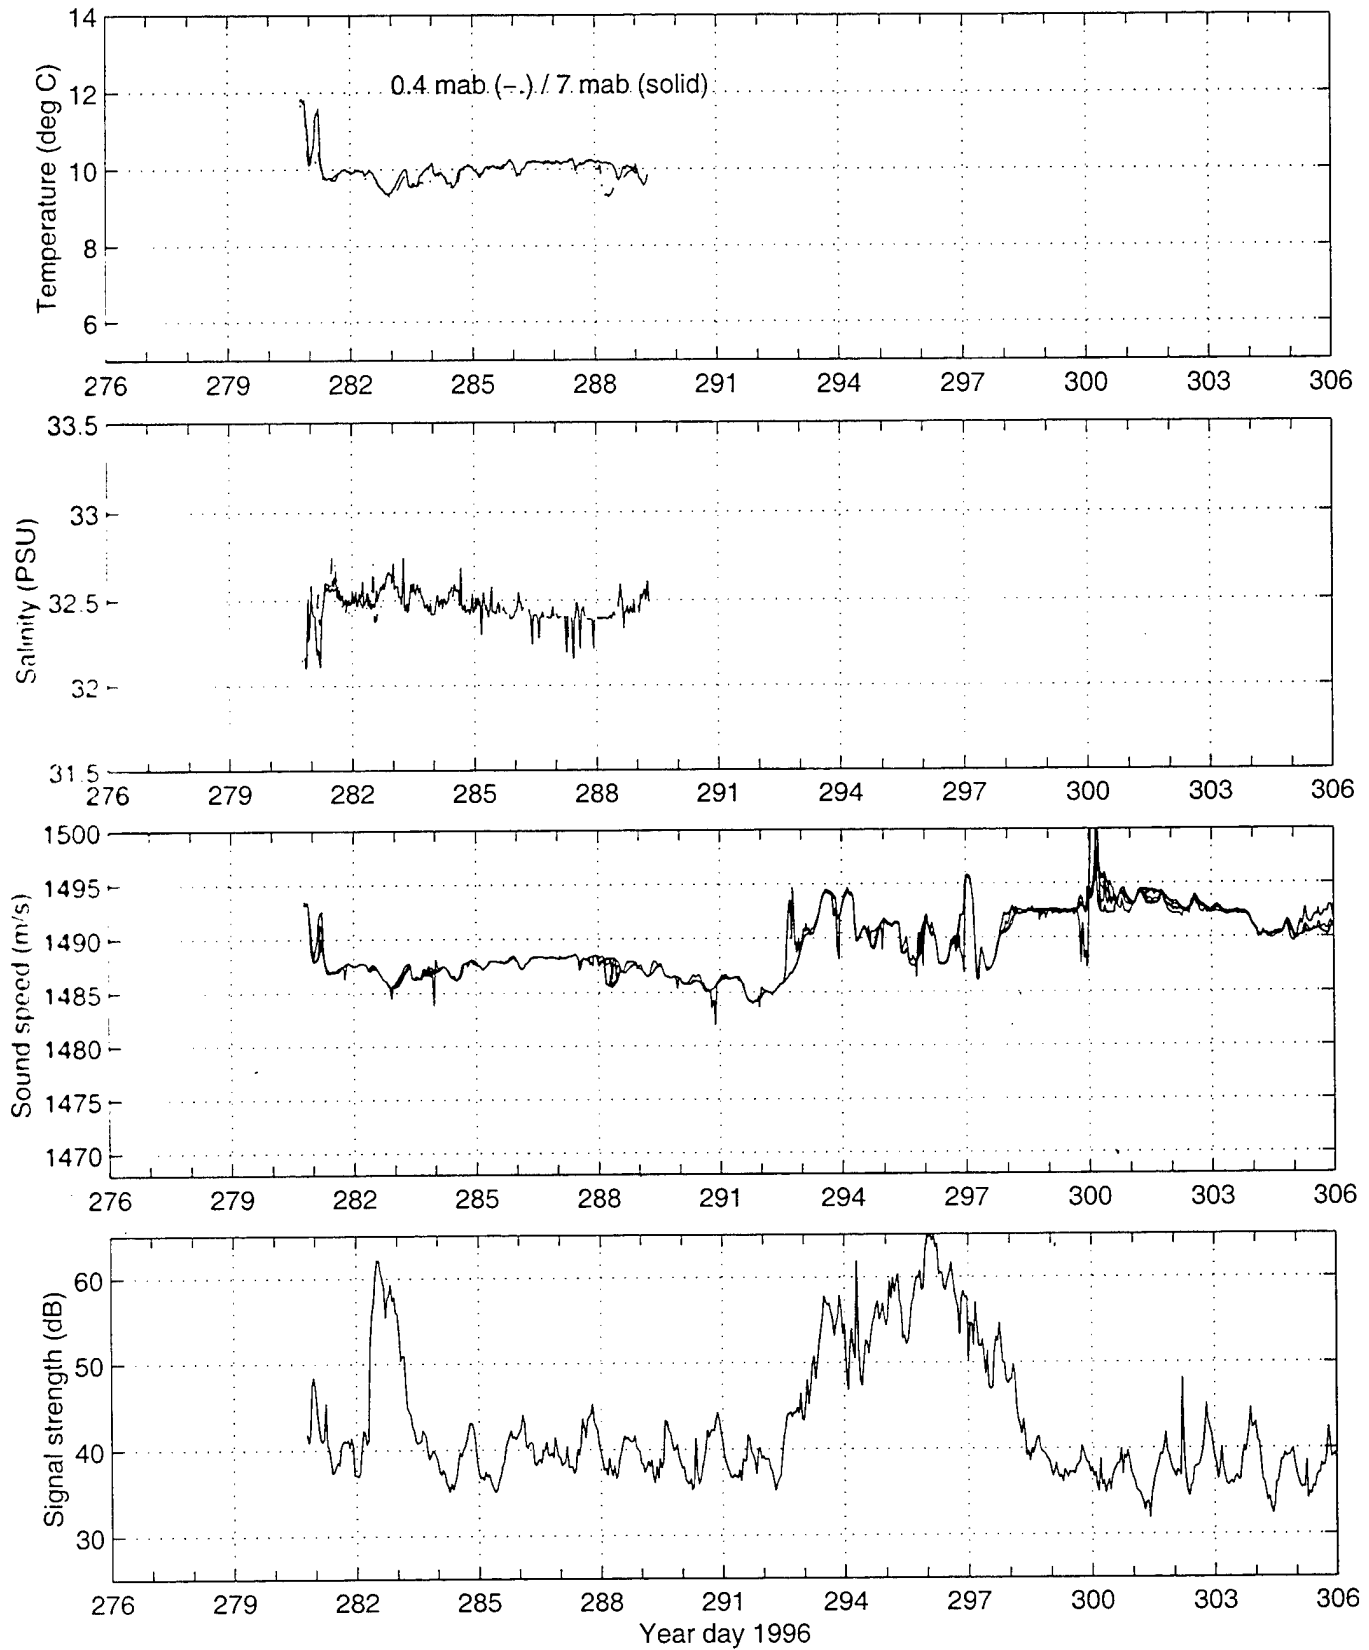 14
12
10
8
6
Temperature (deg C)
0.4 mab (-.) / 7 mab (solid)
276 279 282 285 288 291 294 297 300 303 306
33.5
33
32.5
32
31.5
Salinity (PSU)
276 279 282 285 288 291 294 297 300 303 306
1500
1495
1490
1485
1480
1475
1470
Sound speed (m/s)
276 279 282 285 288 291 294 297 300 303 306
60
50
40
30
Signal strength (dB)
276 279 282 285 288 291 294 297 300 303 306
Year day 1996